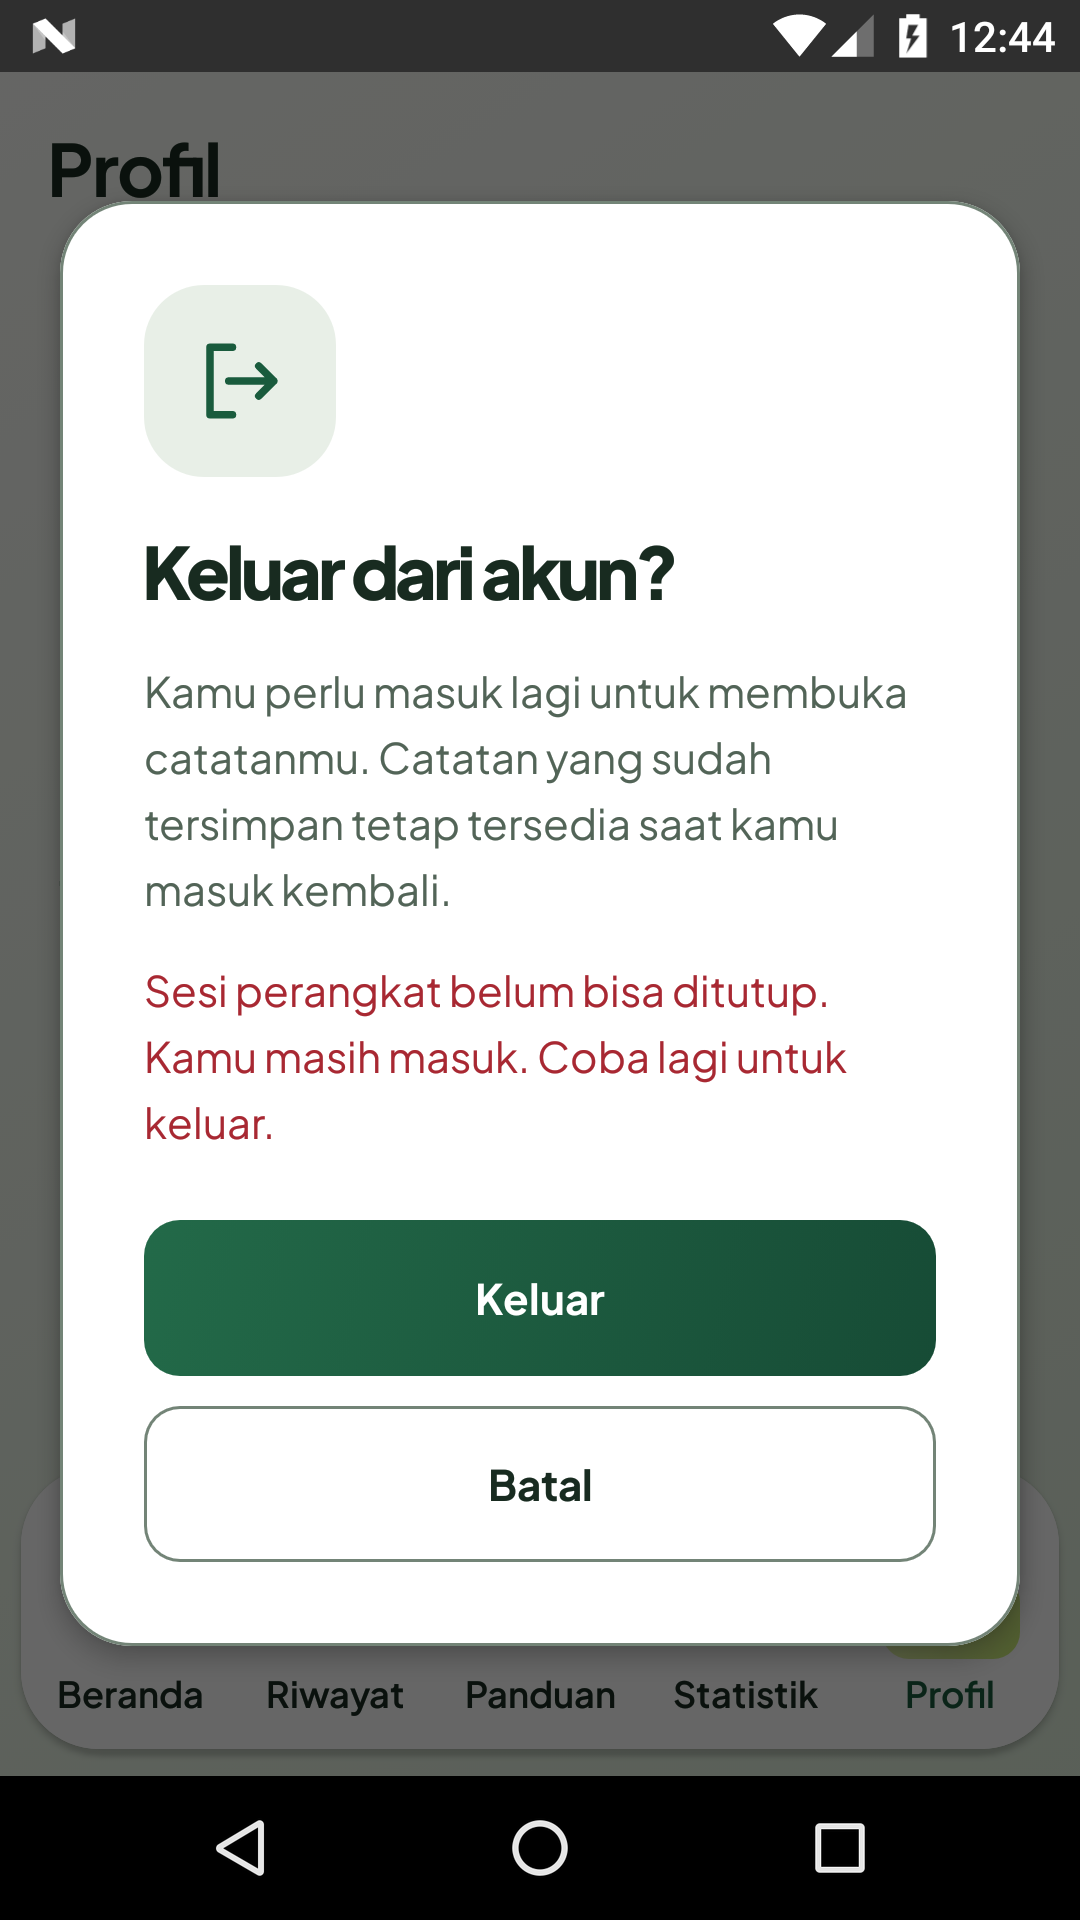 12:44
Profil
Keluar dari akun?
Kamu perlu masuk lagi untuk membuka
catatanmu. Catatan yang sudah
tersimpan tetap tersedia saat kamu
masuk kembali.
Sesi perangkat belum bisa ditutup.
Kamu masih masuk. Coba lagi untuk
keluar.
Keluar
Batal
Beranda Riwayat Panduan Statistik Profil